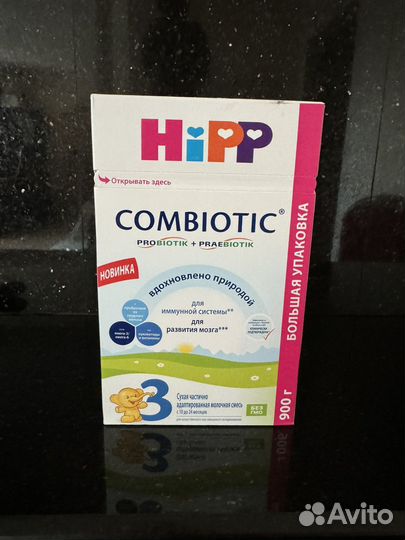 HiPP
Открывать здесь
COMBIOTIC®
PROBIOTIK + PRAEBIOTIK
НОВИНКА
вдохновлено природой
для
иммунной системы**
для
развития мозга***
3
Сухая частично
адаптированная молочная смесь
с 10 до 24 месяцев
БЕЗ
ГМО
БОЛЬШАЯ УПАКОВКА
900 г
Avito